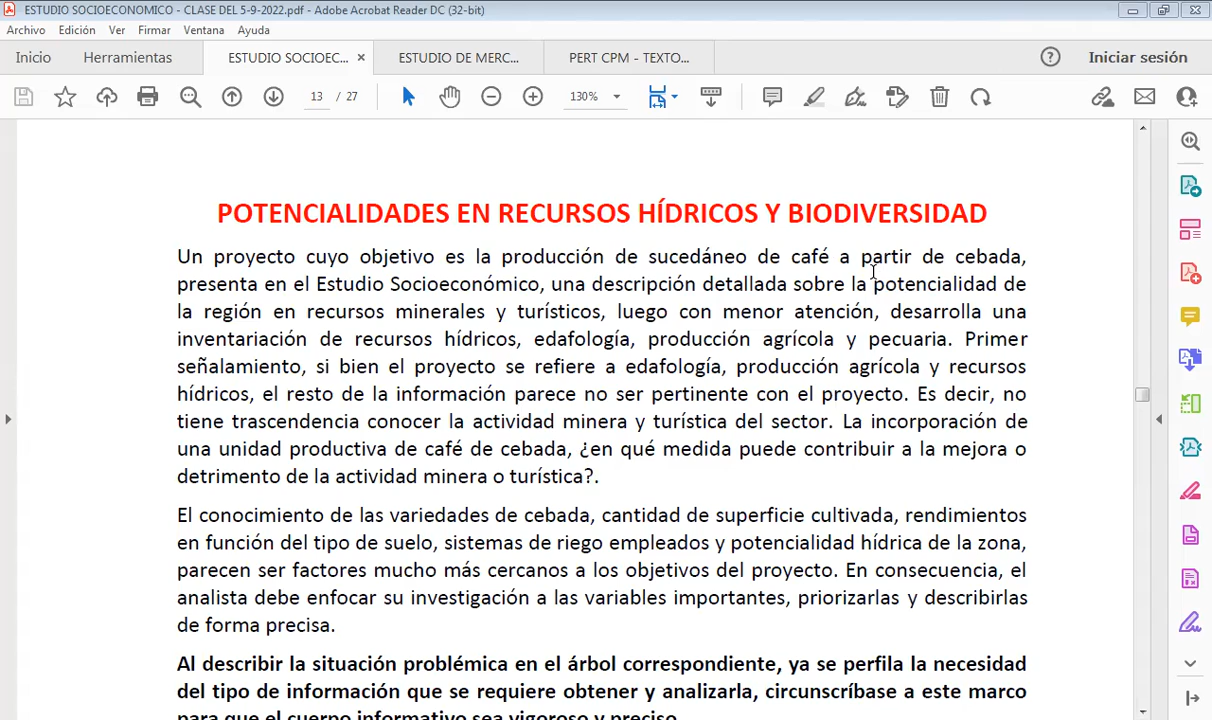 ESTUDIO SOCIOECONOMICO - CLASE DEL 5-9-2022.pdf - Adobe Acrobat Reader DC (32-bit)
Archivo Edición Ver Firmar Ventana Ayuda
Inicio Herramientas ESTUDIO SOCIOEC... × ESTUDIO DE MERC... PERT CPM - TEXTO... Iniciar sesión
13 / 27 130%
POTENCIALIDADES EN RECURSOS HÍDRICOS Y BIODIVERSIDAD
Un proyecto cuyo objetivo es la producción de sucedáneo de café a partir de cebada,
presenta en el Estudio Socioeconómico, una descripción detallada sobre la potencialidad de
la región en recursos minerales y turísticos, luego con menor atención, desarrolla una
inventariación de recursos hídricos, edafología, producción agrícola y pecuaria. Primer
señalamiento, si bien el proyecto se refiere a edafología, producción agrícola y recursos
hídricos, el resto de la información parece no ser pertinente con el proyecto. Es decir, no
tiene trascendencia conocer la actividad minera y turística del sector. La incorporación de
una unidad productiva de café de cebada, ¿en qué medida puede contribuir a la mejora o
detrimento de la actividad minera o turística?.
El conocimiento de las variedades de cebada, cantidad de superficie cultivada, rendimientos
en función del tipo de suelo, sistemas de riego empleados y potencialidad hídrica de la zona,
parecen ser factores mucho más cercanos a los objetivos del proyecto. En consecuencia, el
analista debe enfocar su investigación a las variables importantes, priorizarlas y describirlas
de forma precisa.
Al describir la situación problémica en el árbol correspondiente, ya se perfila la necesidad
del tipo de información que se requiere obtener y analizarla, circunscríbase a este marco
para que el cuerpo informativo sea vigoroso y preciso.